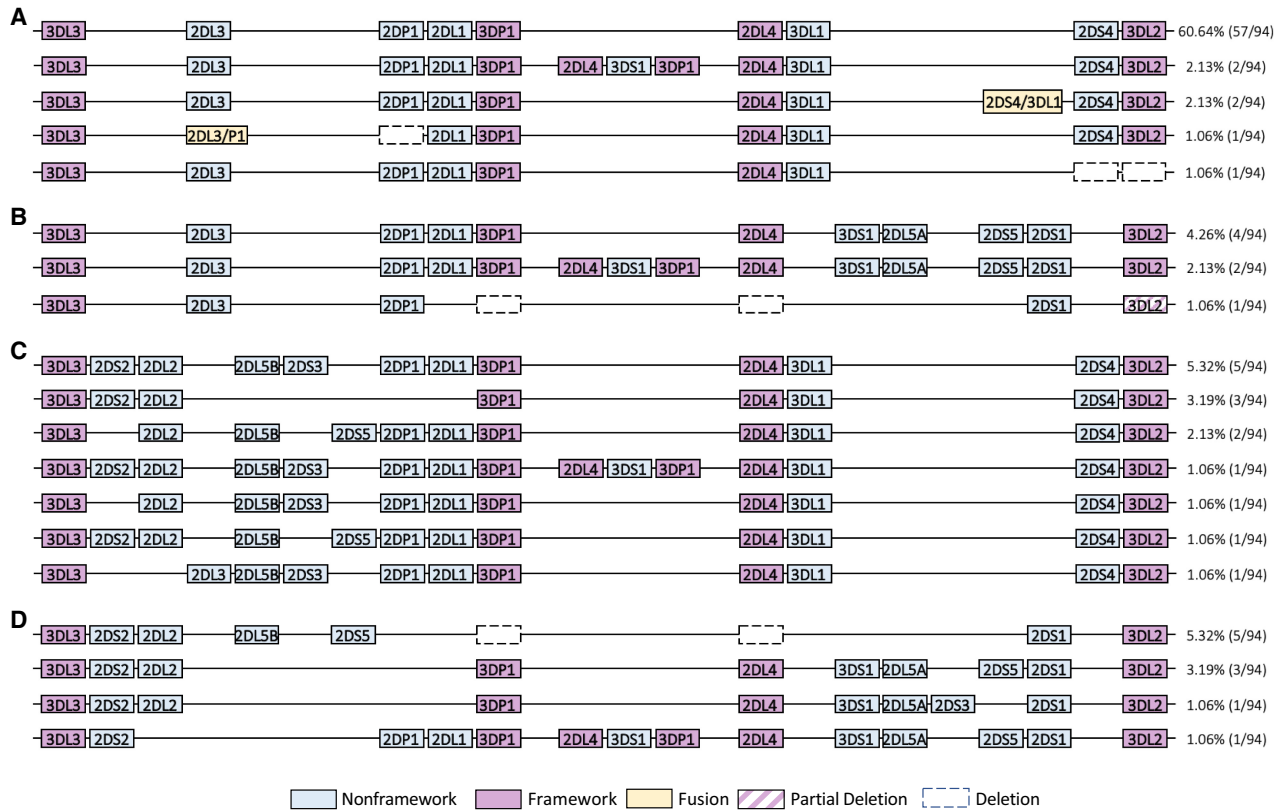 A
3DL3 2DL3 2DP1 2DL1 3DP1 2DL4 3DL1 2DS4 3DL2 60.64% (57/94)
3DL3 2DL3 2DP1 2DL1 3DP1 2DL4 3DS1 3DP1 2DL4 3DL1 2DS4 3DL2 2.13% (2/94)
3DL3 2DL3 2DP1 2DL1 3DP1 2DL4 3DL1 2DS4/3DL1 2DS4 3DL2 2.13% (2/94)
3DL3 2DL3/P1 2DL1 3DP1 2DL4 3DL1 2DS4 3DL2 1.06% (1/94)
3DL3 2DL3 2DP1 2DL1 3DP1 2DL4 3DL1 1.06% (1/94)
B
3DL3 2DL3 2DP1 2DL1 3DP1 2DL4 3DS1 2DL5A 2DS5 2DS1 3DL2 4.26% (4/94)
3DL3 2DL3 2DP1 2DL1 3DP1 2DL4 3DS1 3DP1 2DL4 3DS1 2DL5A 2DS5 2DS1 3DL2 2.13% (2/94)
3DL3 2DL3 2DP1 2DS1 3DL2 1.06% (1/94)
C
3DL3 2DS2 2DL2 2DL5B 2DS3 2DP1 2DL1 3DP1 2DL4 3DL1 2DS4 3DL2 5.32% (5/94)
3DL3 2DS2 2DL2 3DP1 2DL4 3DL1 2DS4 3DL2 3.19% (3/94)
3DL3 2DL2 2DL5B 2DS5 2DP1 2DL1 3DP1 2DL4 3DL1 2DS4 3DL2 2.13% (2/94)
3DL3 2DS2 2DL2 2DL5B 2DS3 2DP1 2DL1 3DP1 2DL4 3DS1 3DP1 2DL4 3DL1 2DS4 3DL2 1.06% (1/94)
3DL3 2DL2 2DL5B 2DS3 2DP1 2DL1 3DP1 2DL4 3DL1 2DS4 3DL2 1.06% (1/94)
3DL3 2DS2 2DL2 2DL5B 2DS5 2DP1 2DL1 3DP1 2DL4 3DL1 2DS4 3DL2 1.06% (1/94)
3DL3 2DL3 2DL5B 2DS3 2DP1 2DL1 3DP1 2DL4 3DL1 2DS4 3DL2 1.06% (1/94)
D
3DL3 2DS2 2DL2 2DL5B 2DS5 2DS1 3DL2 5.32% (5/94)
3DL3 2DS2 2DL2 3DP1 2DL4 3DS1 2DL5A 2DS5 2DS1 3DL2 3.19% (3/94)
3DL3 2DS2 2DL2 3DP1 2DL4 3DS1 2DL5A 2DS3 2DS1 3DL2 1.06% (1/94)
3DL3 2DS2 2DP1 2DL1 3DP1 2DL4 3DS1 3DP1 2DL4 3DS1 2DL5A 2DS5 2DS1 3DL2 1.06% (1/94)
Nonframework Framework Fusion Partial Deletion Deletion